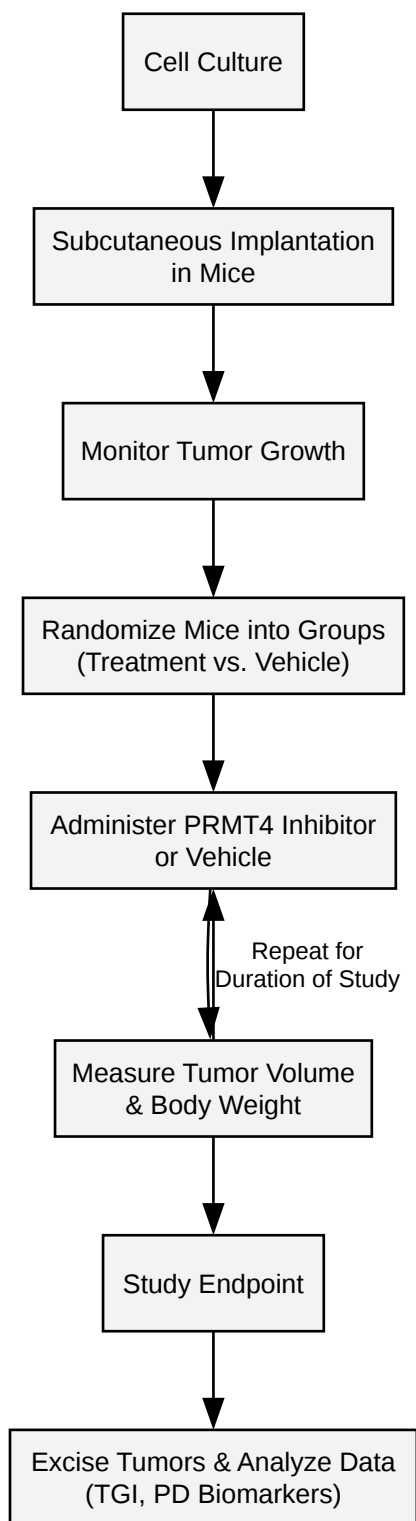 Cell Culture
Subcutaneous Implantation
in Mice
Monitor Tumor Growth
Randomize Mice into Groups
(Treatment vs. Vehicle)
Administer PRMT4 Inhibitor
or Vehicle
Repeat for
Duration of Study
Measure Tumor Volume
& Body Weight
Study Endpoint
Excise Tumors & Analyze Data
(TGI, PD Biomarkers)